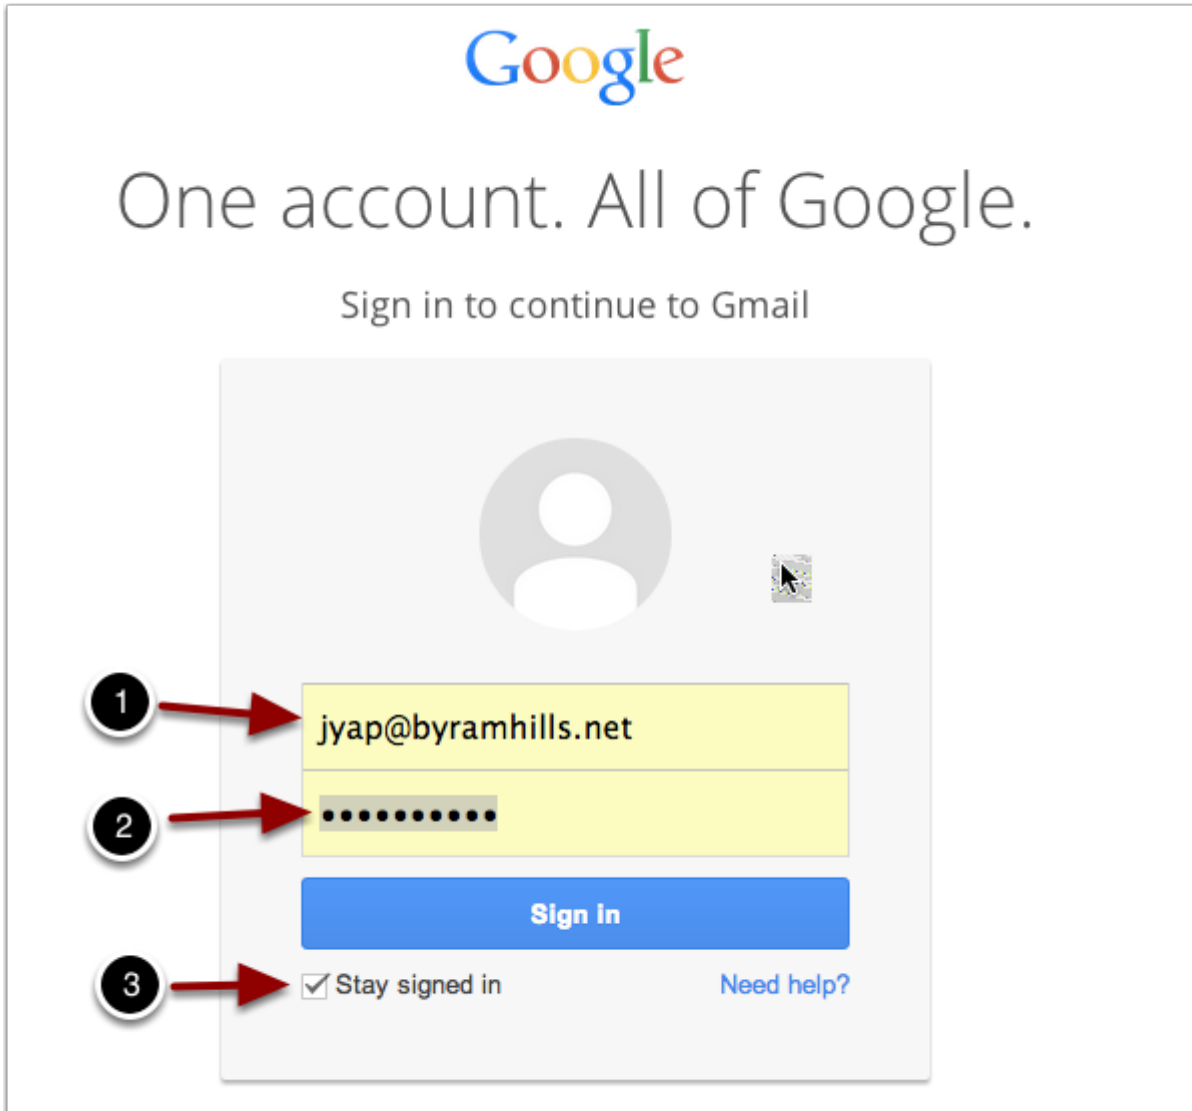 Google
One account. All of Google.
Sign in to continue to Gmail
1
jyap@byramhills.net
2
••••••••••
Sign in
3
Stay signed in
Need help?